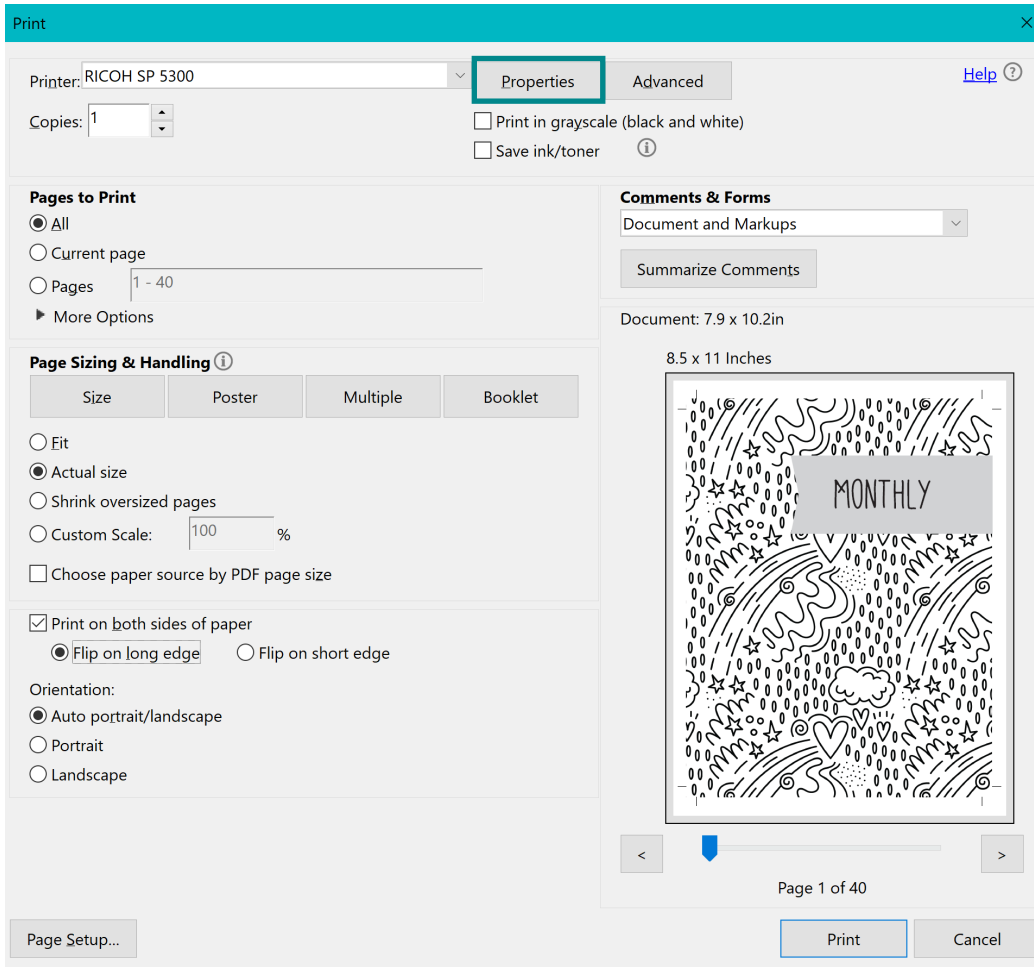 Print
Printer: RICOH SP 5300 Properties Advanced Help
Copies: 1 Print in grayscale (black and white)
Save ink/toner
Pages to Print
All
Current page
Pages 1 - 40
More Options
Comments & Forms
Document and Markups
Summarize Comments
Page Sizing & Handling
Size Poster Multiple Booklet
Fit
Actual size
Shrink oversized pages
Custom Scale: 100 %
Choose paper source by PDF page size
Print on both sides of paper
Flip on long edge Flip on short edge
Orientation:
Auto portrait/landscape
Portrait
Landscape
Document: 7.9 x 10.2in
8.5 x 11 Inches
MONTHLY
< >
Page 1 of 40
Page Setup... Print Cancel